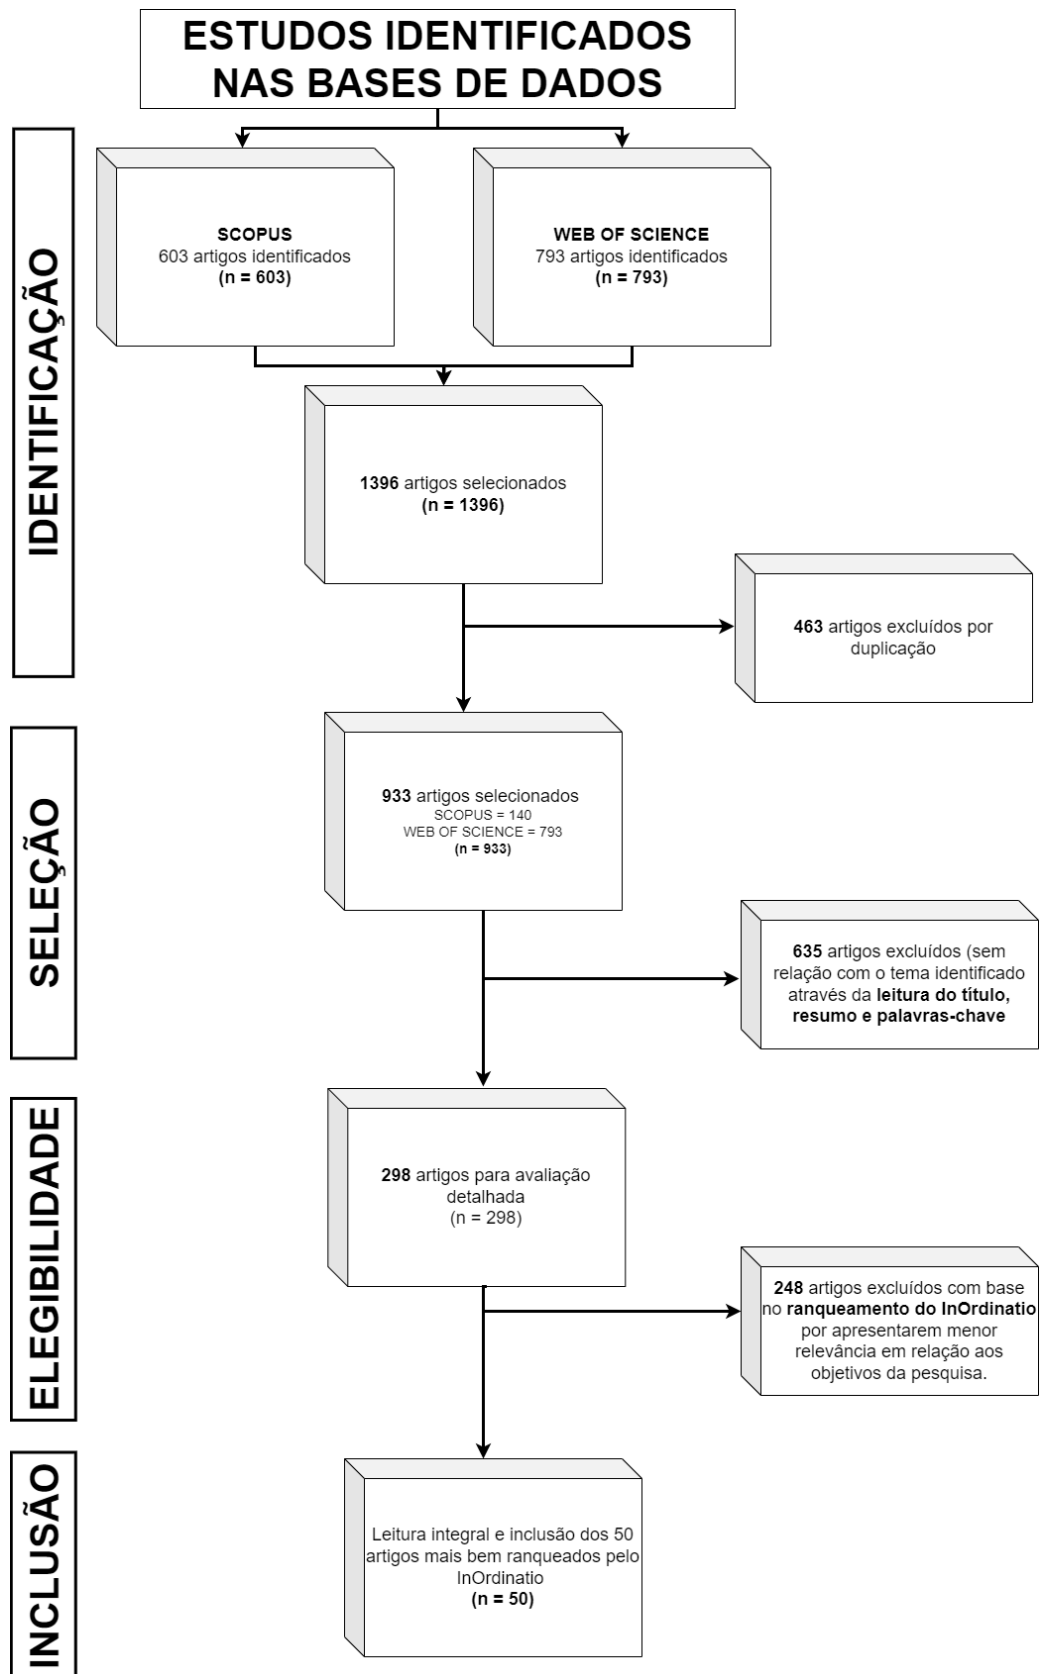 ESTUDOS IDENTIFICADOS
NAS BASES DE DADOS
IDENTIFICAÇÃO
SCOPUS
603 artigos identificados
(n = 603)
WEB OF SCIENCE
793 artigos identificados
(n = 793)
1396 artigos selecionados
(n = 1396)
463 artigos excluídos por
duplicação
SELEÇÃO
933 artigos selecionados
SCOPUS = 140
WEB OF SCIENCE = 793
(n = 933)
635 artigos excluídos (sem
relação com o tema identificado
através da leitura do título,
resumo e palavras-chave
ELEGIBILIDADE
298 artigos para avaliação
detalhada
(n = 298)
248 artigos excluídos com base
no ranqueamento do InOrdinatio
por apresentarem menor
relevância em relação aos
objetivos da pesquisa.
INCLUSÃO
Leitura integral e inclusão dos 50
artigos mais bem ranqueados pelo
InOrdinatio
(n = 50)